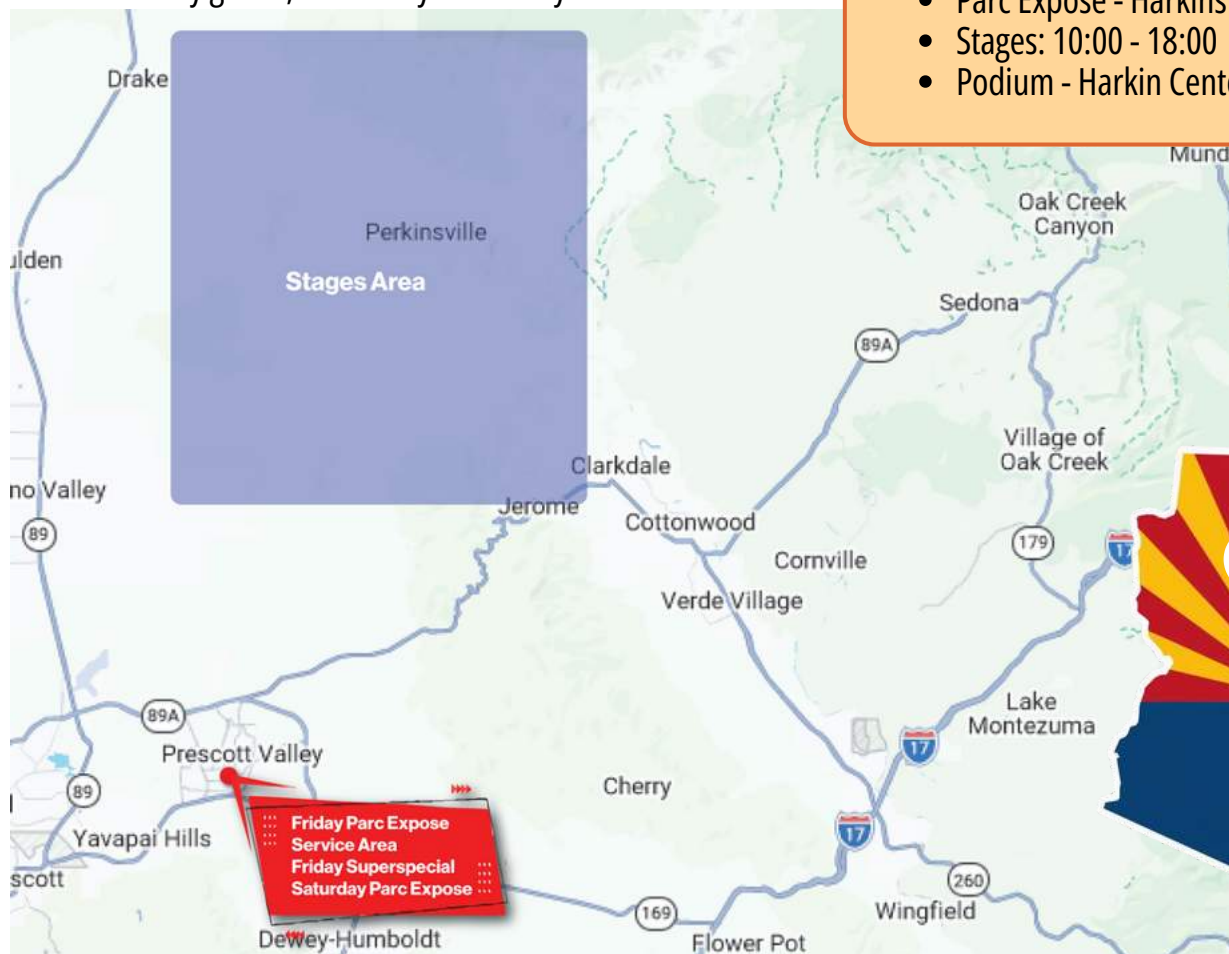 Parc Expose - Harkins
Stages: 10:00 - 18:00
Podium - Harkin
Drake
Oak Creek
Canyon
Perkinsville
Stages Area
Sedona
89A
Village of
Oak Creek
Clarkdale
no Valley
Jerome
Cottonwood
89
179
17
Cornville
Verde Village
89A
Lake
Montezuma
Prescott Valley
17
Cherry
89
Friday Parc Expose
Service Area
Friday Superspecial
Saturday Parc Expose
Yavapai Hills
17
scott
260
169
Wingfield
Dewey-Humboldt
Flower Pot